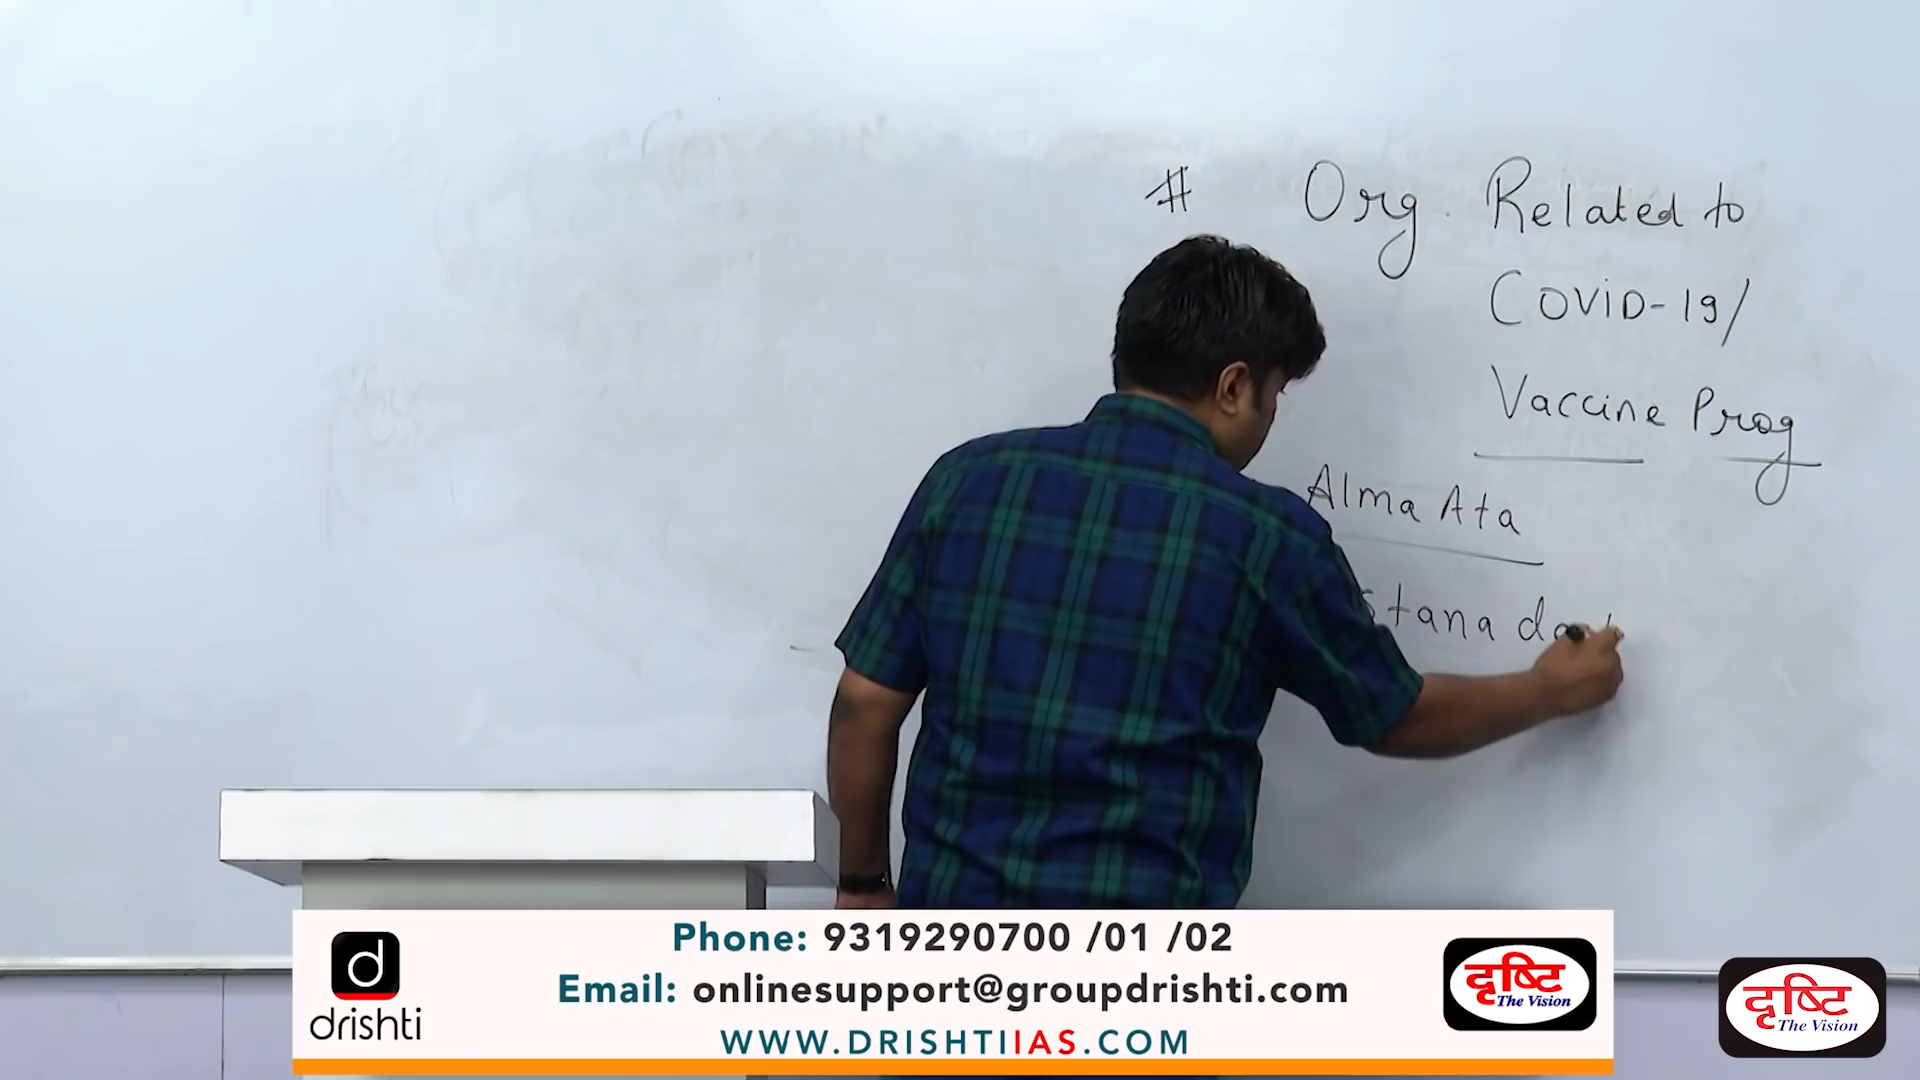 # Org. Related to
COVID-19/
Vaccine Prog
Alma Ata
Phone: 9319290700 /01 /02
Email: onlinesupport@groupdrishti.com
WWW.DRISHTIIAS.COM
d
drishti
दृष्टि
The Vision
दृष्टि
The Vision